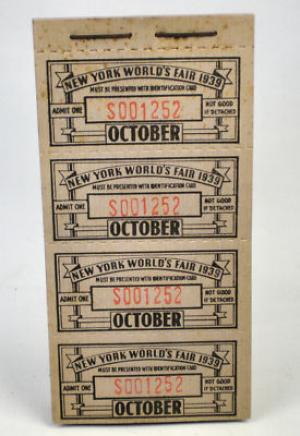 NEW YORK WORLD'S FAIR 1939
MUST BE PRESENTED WITH IDENTIFICATION CARD
ADMIT ONE S001252 NOT GOOD IF DETACHED
OCTOBER
NEW YORK WORLD'S FAIR 1939
MUST BE PRESENTED WITH IDENTIFICATION CARD
ADMIT ONE S001252 NOT GOOD IF DETACHED
OCTOBER
NEW YORK WORLD'S FAIR 1939
MUST BE PRESENTED WITH IDENTIFICATION CARD
ADMIT ONE S001252 NOT GOOD IF DETACHED
OCTOBER
NEW YORK WORLD'S FAIR 1939
MUST BE PRESENTED WITH IDENTIFICATION CARD
ADMIT ONE S001252 NOT GOOD IF DETACHED
OCTOBER